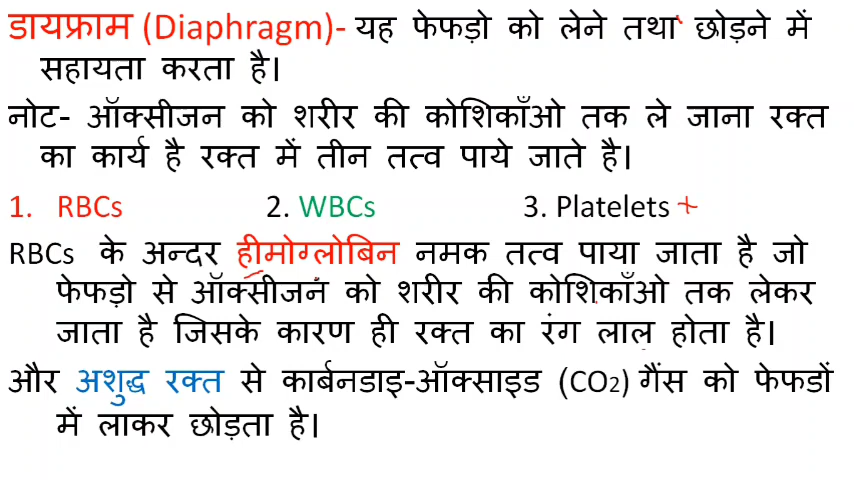 डायफ्राम (Diaphragm)- यह फेफड़ो को लेने तथा छोड़ने में
सहायता करता है।
नोट- ऑक्सीजन को शरीर की कोशिकाँओ तक ले जाना रक्त
का कार्य है रक्त में तीन तत्व पाये जाते है।
1. RBCs 2. WBCs 3. Platelets +
RBCs के अन्दर हीमोग्लोबिन नमक तत्व पाया जाता है जो
फेफड़ो से ऑक्सीजन को शरीर की कोशिकाँओ तक लेकर
जाता है जिसके कारण ही रक्त का रंग लाल होता है।
और अशुद्ध रक्त से कार्बनडाइ-ऑक्साइड (CO2) गैंस को फेफडों
में लाकर छोड़ता है।